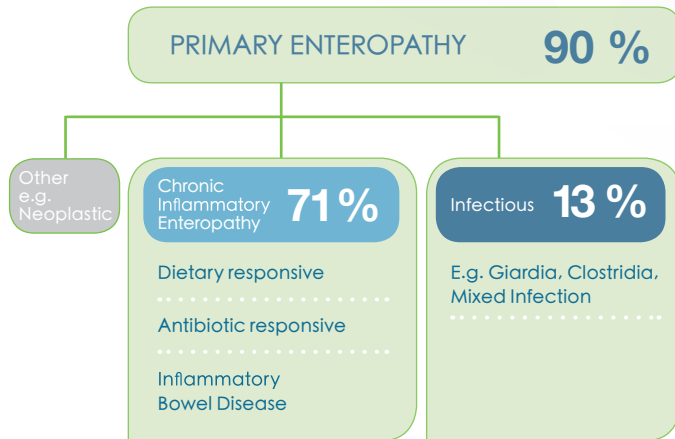 PRIMARY ENTEROPATHY 90 %
Other
e.g.
Neoplastic
Chronic
Inflammatory
Enteropathy
71 %
Infectious 13 %
Dietary responsive
Antibiotic responsive
Inflammatory
Bowel Disease
E.g. Giardia, Clostridia,
Mixed Infection